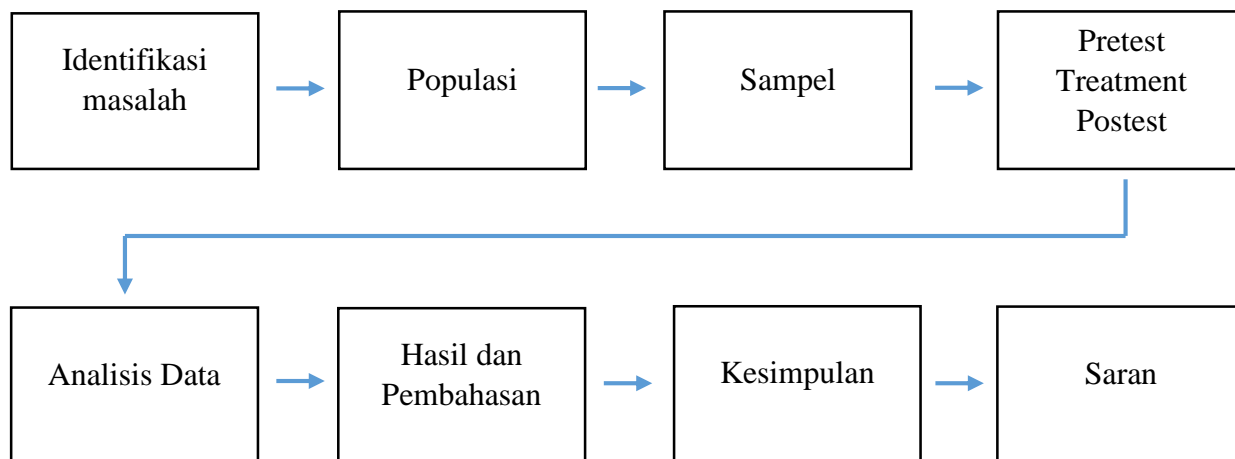 Identifikasi
masalah
Populasi
Sampel
Pretest
Treatment
Postest
Analisis Data
Hasil dan
Pembahasan
Kesimpulan
Saran